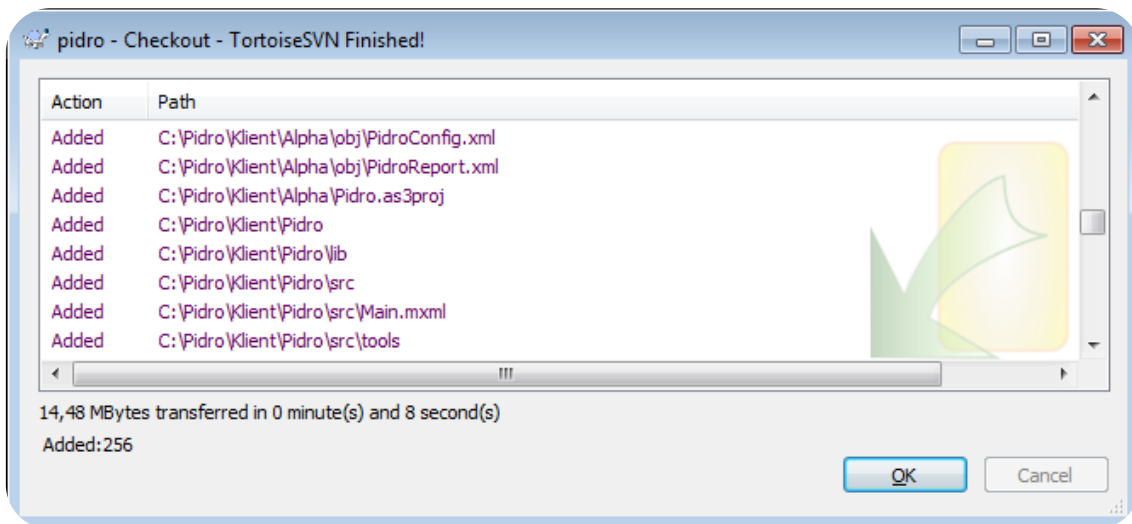 pidro - Checkout - TortoiseSVN Finished!
Action Path
Added C:\Pidro\Klient\Alpha\obj\PidroConfig.xml
Added C:\Pidro\Klient\Alpha\obj\PidroReport.xml
Added C:\Pidro\Klient\Alpha\Pidro.as3proj
Added C:\Pidro\Klient\Pidro
Added C:\Pidro\Klient\Pidro\lib
Added C:\Pidro\Klient\Pidro\src
Added C:\Pidro\Klient\Pidro\src\Main.mxml
Added C:\Pidro\Klient\Pidro\src\tools
14,48 MBytes transferred in 0 minute(s) and 8 second(s)
Added:256
OK Cancel